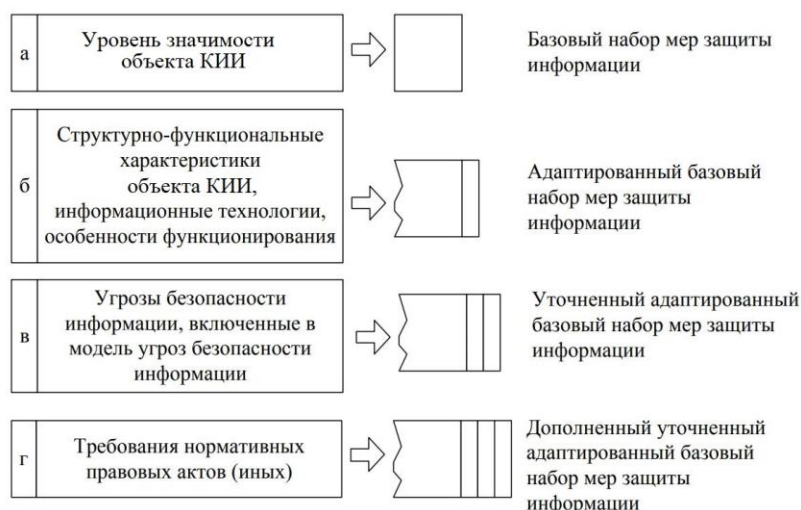 а
Уровень значимости
объекта КИИ
Базовый набор мер защиты
информации
б
Структурно-функциональные
характеристики
объекта КИИ,
информационные технологии,
особенности функционирования
Адаптированный базовый
набор мер защиты
информации
в
Угрозы безопасности
информации, включенные в
модель угроз безопасности
информации
Уточненный адаптированный
базовый набор мер защиты
информации
г
Требования нормативных
правовых актов (иных)
Дополненный уточненный
адаптированный базовый
набор мер защиты
информации